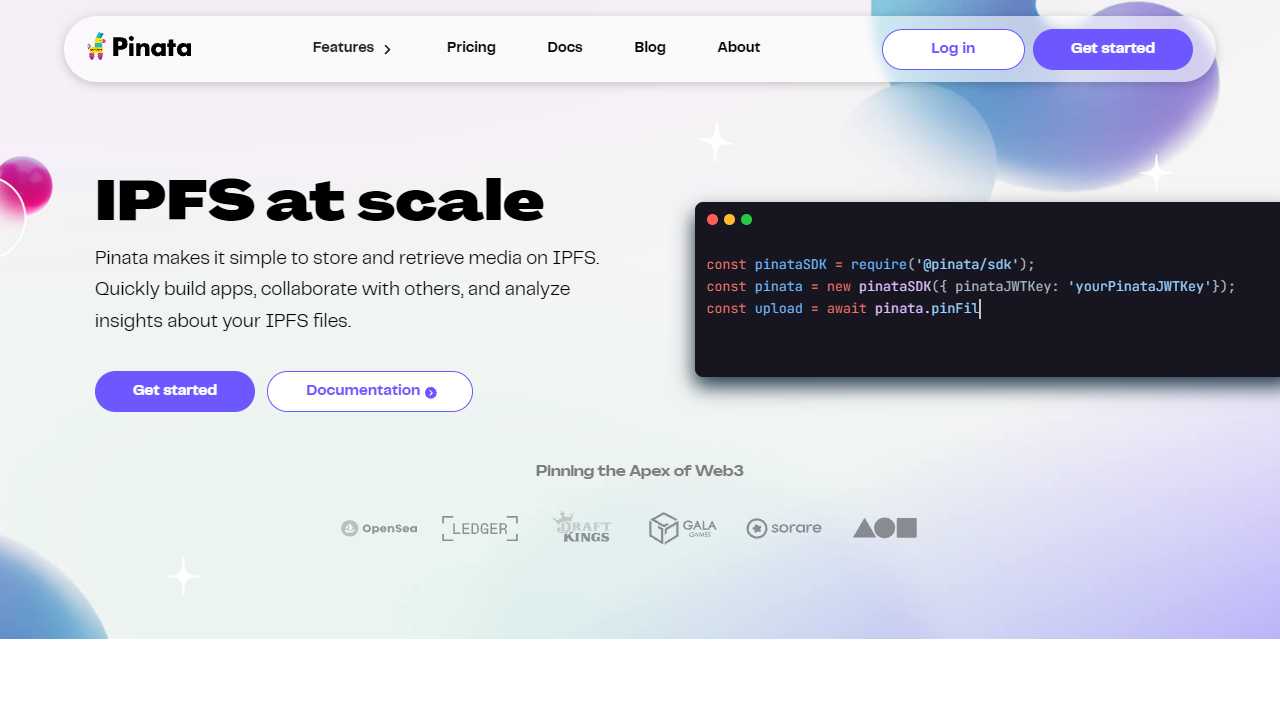 Pinata
Features
Pricing
Docs
Blog
About
Log in
Get started
IPFS at scale
Pinata makes it simple to store and retrieve media on IPFS.
Quickly build apps, collaborate with others, and analyze
insights about your IPFS files.
Get started
Documentation
const pinataSDK = require('@pinata/sdk');
const pinata = new pinataSDK({ pinataJWTKey: 'yourPinataJWTKey'});
const upload = await pinata.pinFil
Pinning the Apex of Web3
OpenSea
LEDGER
DRAFT
KINGS
GALA
GAMES
sorare